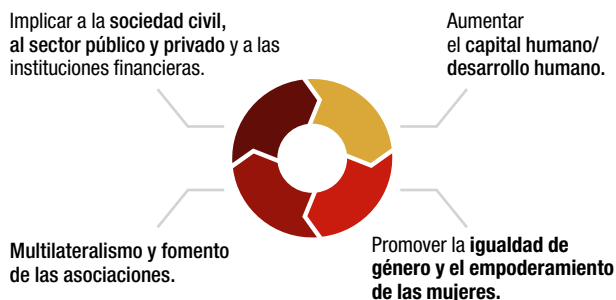 Implicar a la sociedad civil,
al sector público y privado y a las
instituciones financieras.
Aumentar
el capital humano/
desarrollo humano.
Multilateralismo y fomento
de las asociaciones.
Promover la igualdad de
género y el empoderamiento
de las mujeres.